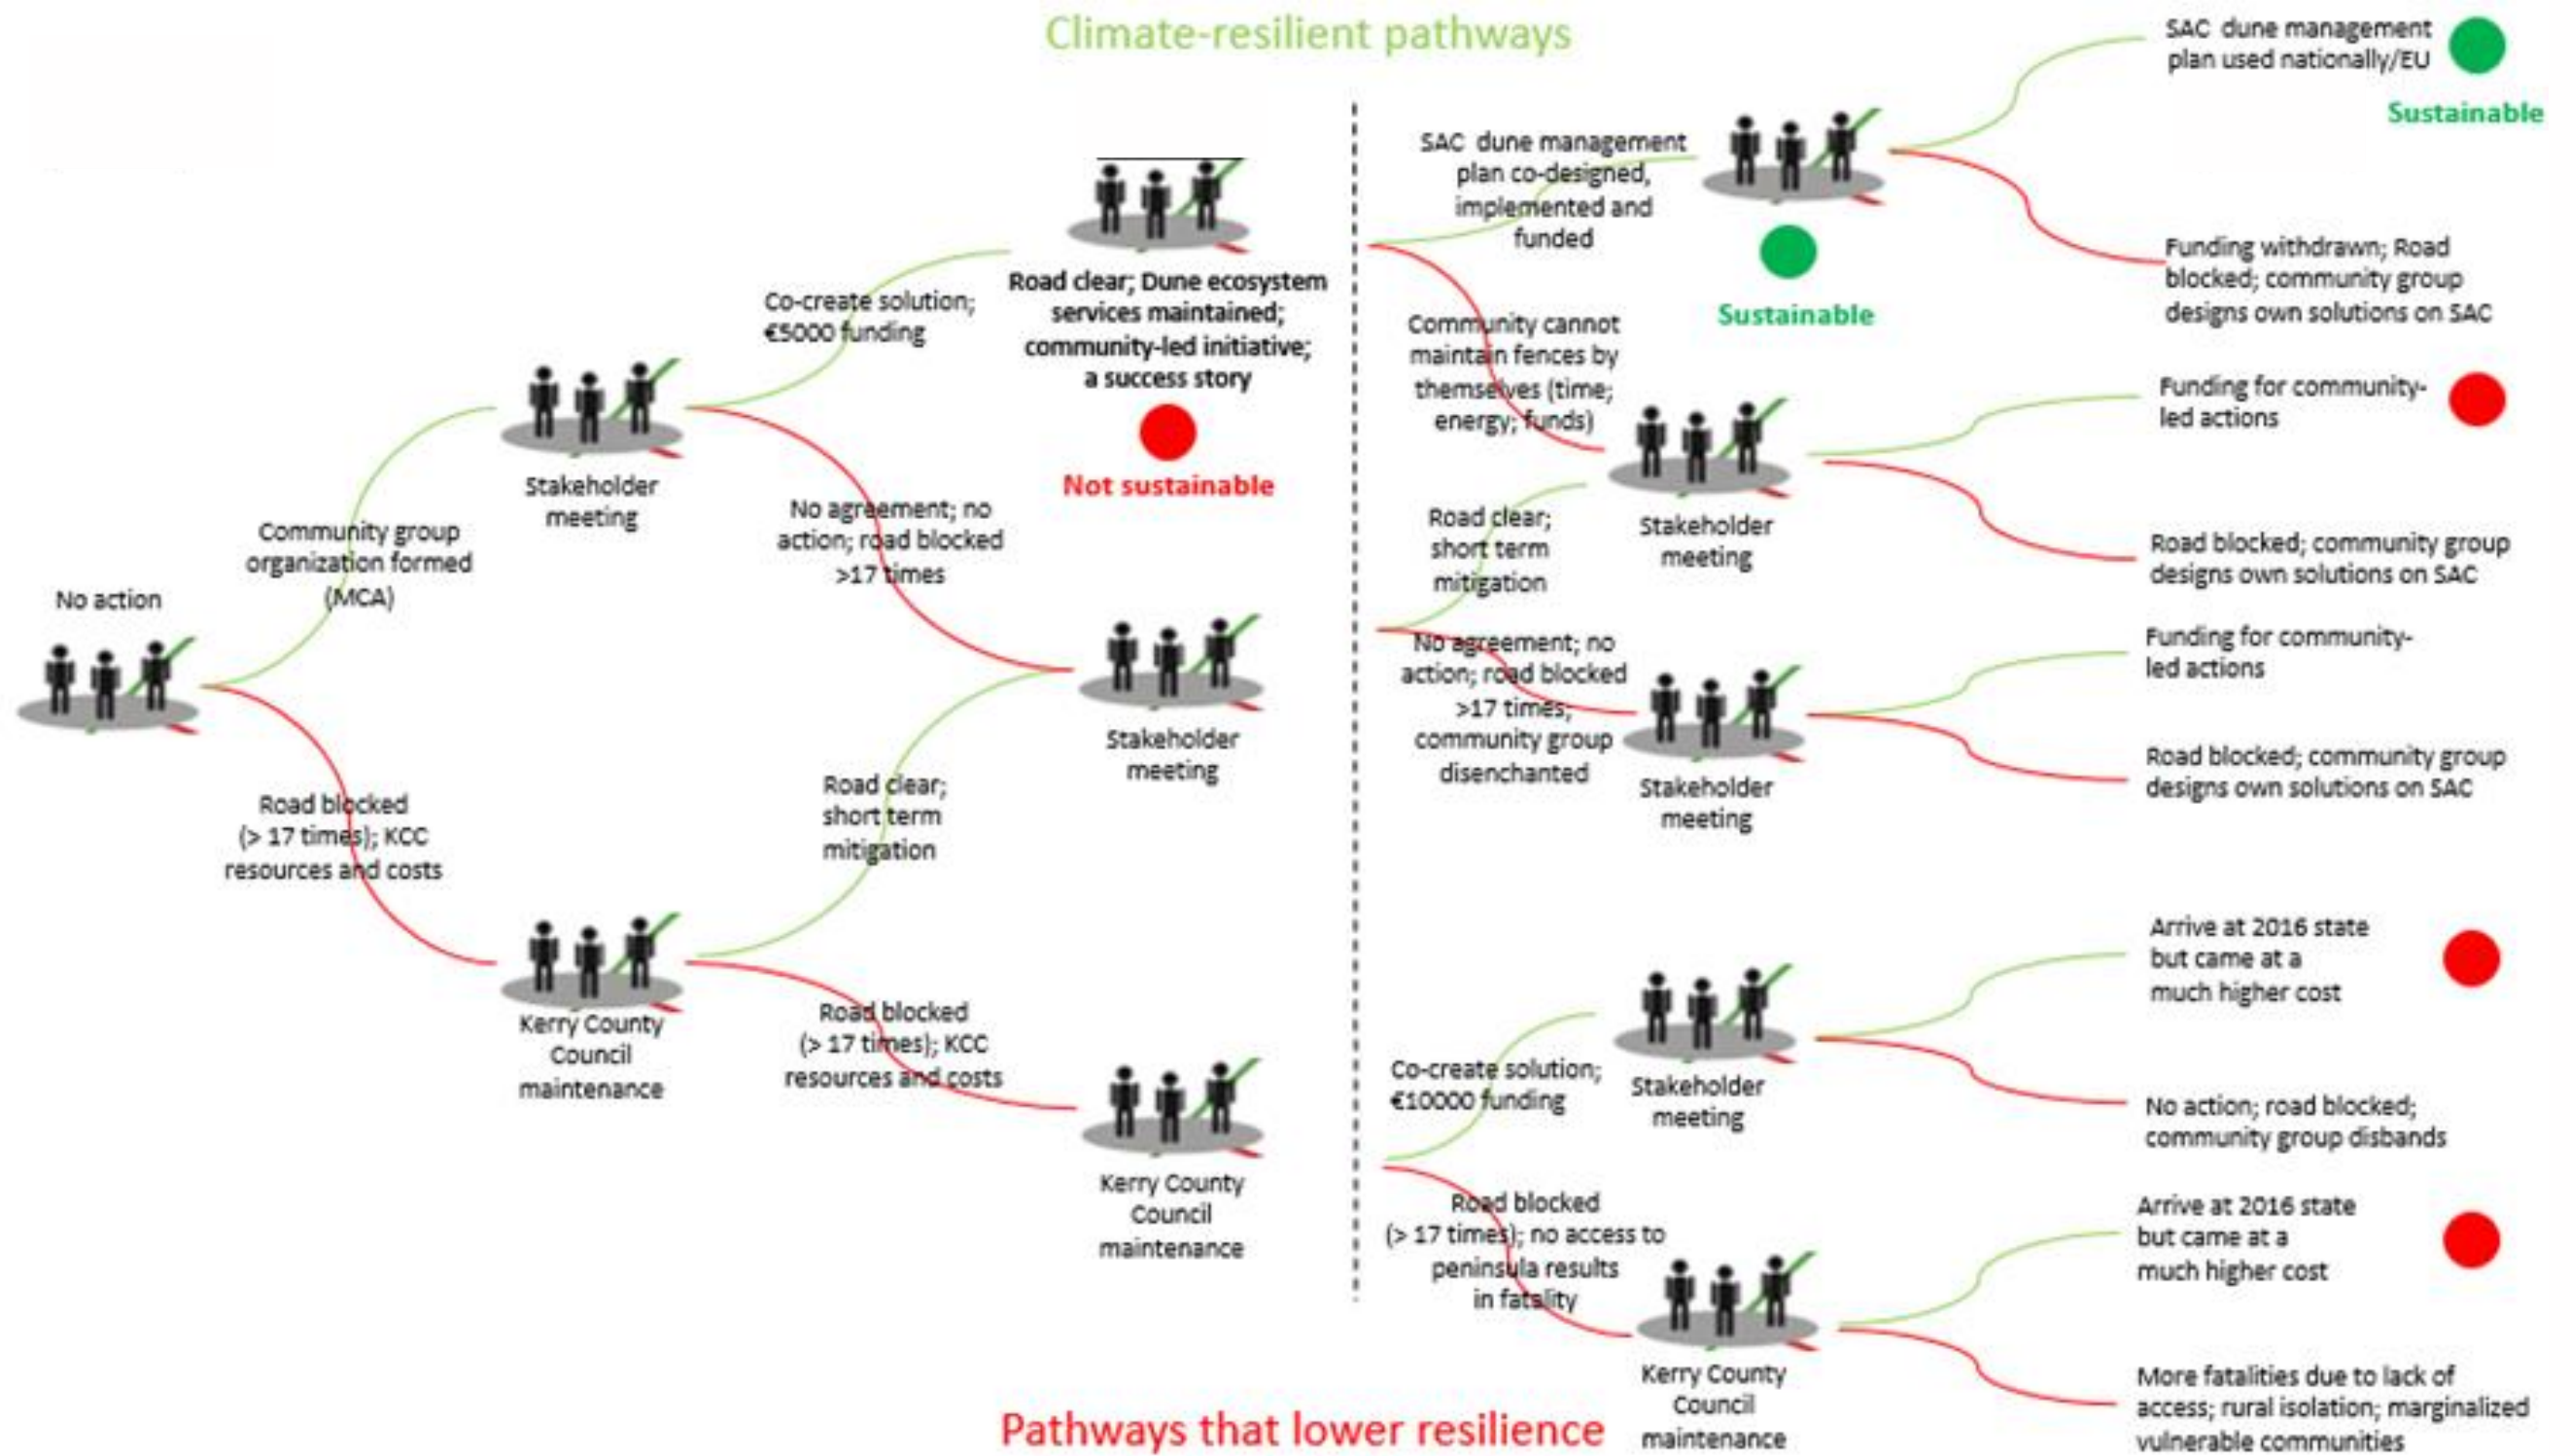 Climate-resilient pathways
No action
Community group
organization formed
(MCA)
Road blocked
(> 17 times); KCC
resources and costs
Stakeholder
meeting
Kerry County
Council
maintenance
Co-create solution;
€5000 funding
No agreement; no
action; road blocked
>17 times
Road clear;
short term
mitigation
Road blocked
(> 17 times); KCC
resources and costs
Road clear; Dune ecosystem
services maintained;
community-led initiative;
a success story
Not sustainable
Stakeholder
meeting
Kerry County
Council
maintenance
SAC dune management
plan co-designed,
implemented and
funded
Sustainable
Community cannot
maintain fences by
themselves (time;
energy; funds)
Road clear;
short term
mitigation
Stakeholder
meeting
No agreement; no
action; road blocked
>17 times;
community group
disenchanted
Stakeholder
meeting
Co-create solution;
€10000 funding
Stakeholder
meeting
Road blocked
(> 17 times); no access to
peninsula results
in fatality
Kerry County
Council
maintenance
SAC dune management
plan used nationally/EU
Sustainable
Funding withdrawn; Road
blocked; community group
designs own solutions on SAC
Funding for community-
led actions
Road blocked; community group
designs own solutions on SAC
Funding for community-
led actions
Road blocked; community group
designs own solutions on SAC
Arrive at 2016 state
but came at a
much higher cost
No action; road blocked;
community group disbands
Arrive at 2016 state
but came at a
much higher cost
More fatalities due to lack of
access; rural isolation; marginalized
vulnerable communities
Pathways that lower resilience